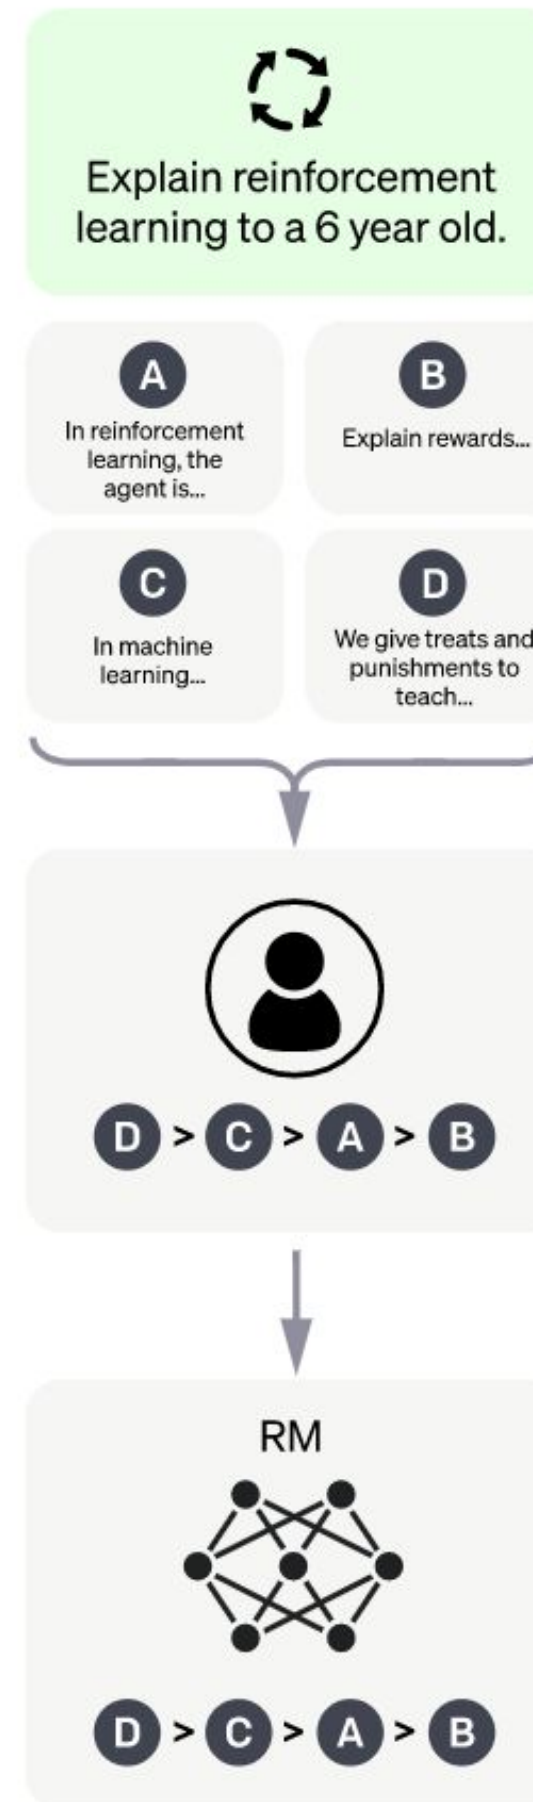 Explain reinforcement
learning to a 6 year old.
A
In reinforcement
learning, the
agent is...
B
Explain rewards...
C
In machine
learning...
D
We give treats and
punishments to
teach...
D > C > A > B
RM
D > C > A > B